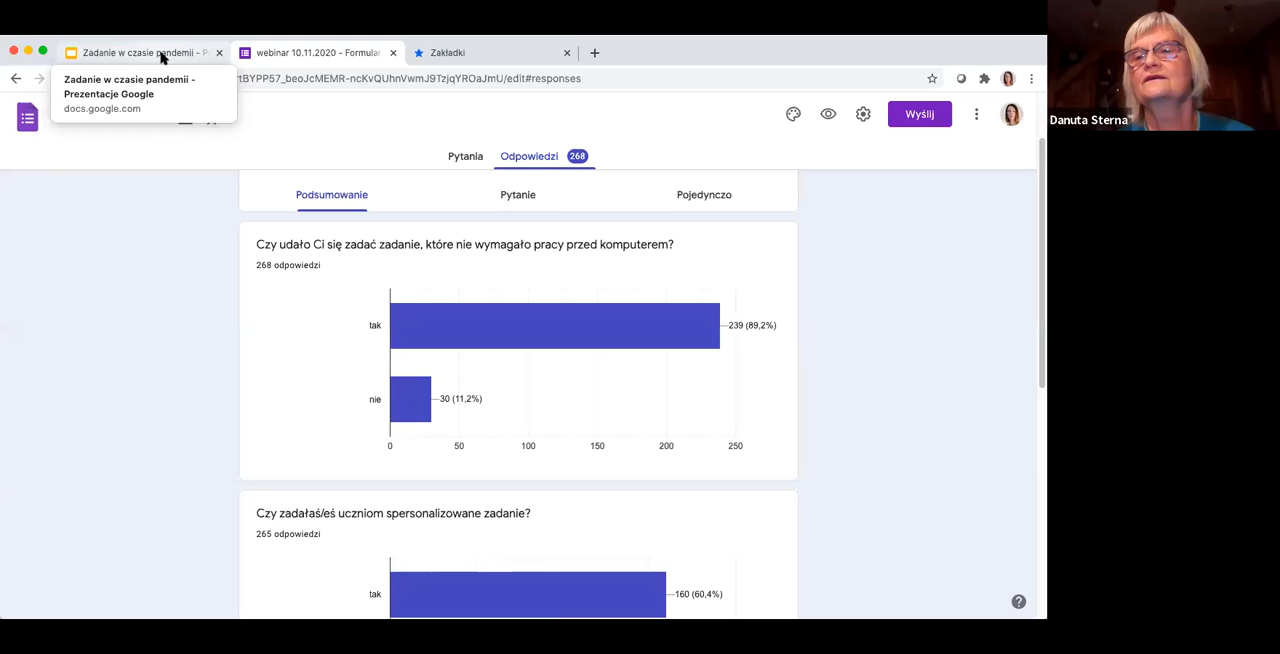 Zadanie w czasie pandemii - P
webinar 10.11.2020 - Formular
Zakładki
Zadanie w czasie pandemii -
Prezentacje Google
docs.google.com
tBYPP57_beoJcMEMR-ncKvQUhnVwmJ9TzjqYROaJmU/edit#responses
Wyślij
Danuta Sterna
Pytania
Odpowiedzi 268
Podsumowanie
Pytanie
Pojedynczo
Czy udało Ci się zadać zadanie, które nie wymagało pracy przed komputerem?
268 odpowiedzi
tak
239 (89,2%)
nie
30 (11,2%)
0 50 100 150 200 250
Czy zadałaś/eś uczniom spersonalizowane zadanie?
265 odpowiedzi
tak
160 (60,4%)